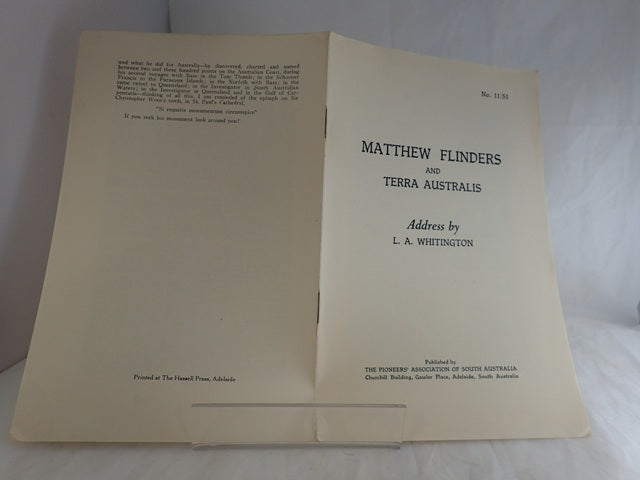 and what he did for Australia—he discovered, charted and named
between two and three hundred points on the Australian Coast, during
his several voyages with Bass in the Tom Thumb; in the Schooner
Francis to the Furneaux Islands; in the Norfolk with Bass; in the
same vessel to Queensland; in the Investigator in South Australian
Waters; in the Investigator to Queensland and in the Gulf of Car-
pentaria—thinking of all this, I am reminded of the epitaph on Sir
Christopher Wren's tomb, in St. Paul's Cathedral,
"Si requiris monumentum circumspice"
If you seek his monument look around you!
Printed at The Hassell Press, Adelaide
No. 11/51
MATTHEW FLINDERS
AND
TERRA AUSTRALIS
Address by
L. A. WHITINGTON
Published by
THE PIONEERS' ASSOCIATION OF SOUTH AUSTRALIA
Churchill Building, Gawler Place, Adelaide, South Australia